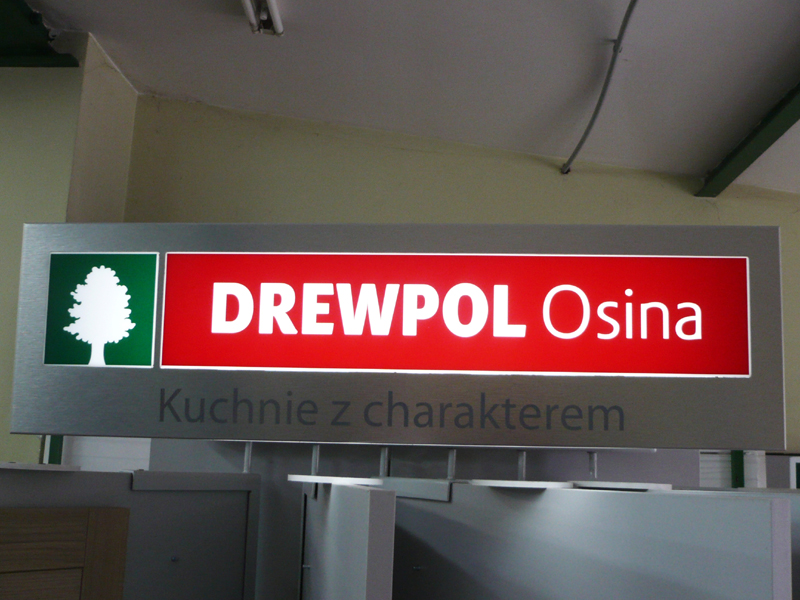 DREWPOL Osina
Kuchnie z charakterem